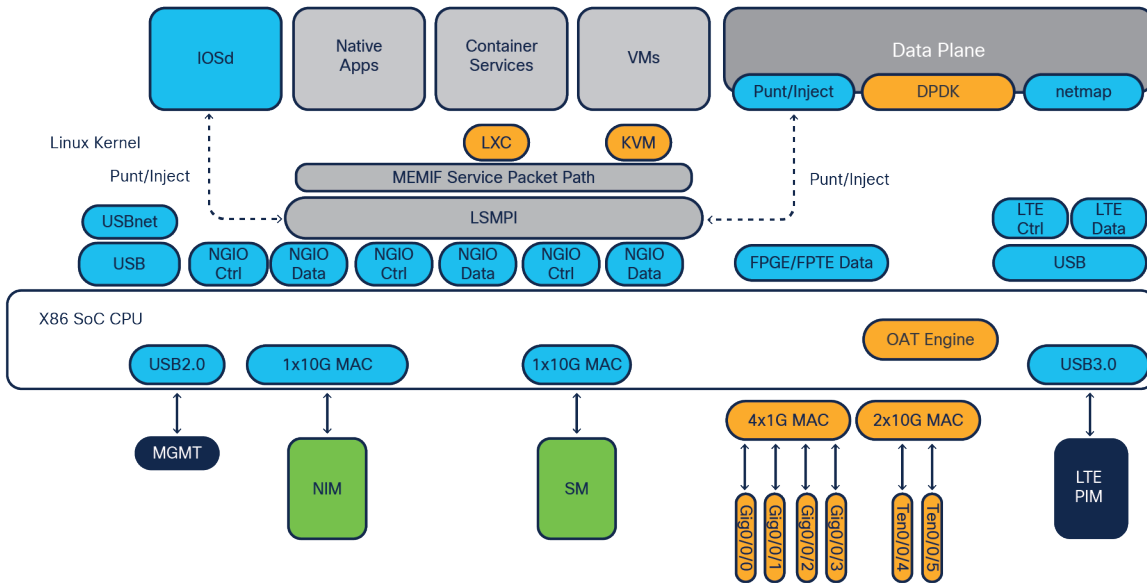 IOSd
Native
Apps
Container
Services
VMs
Data Plane
Punt/Inject
DPDK
netmap
Linux Kernel
LXC
KVM
Punt/Inject
MEMIF Service Packet Path
Punt/Inject
USBnet
LSMPI
LTE
Ctrl
LTE
Data
USB
NGIO
Ctrl
NGIO
Data
NGIO
Ctrl
NGIO
Data
NGIO
Ctrl
NGIO
Data
FPGE/FPTE Data
USB
X86 SoC CPU
OAT Engine
USB2.0
1x10G MAC
1x10G MAC
USB3.0
4x1G MAC
2x10G MAC
MGMT
NIM
SM
LTE
PIM
Gig0/0/0
Gig0/0/1
Gig0/0/2
Gig0/0/3
Ten0/0/4
Ten0/0/5